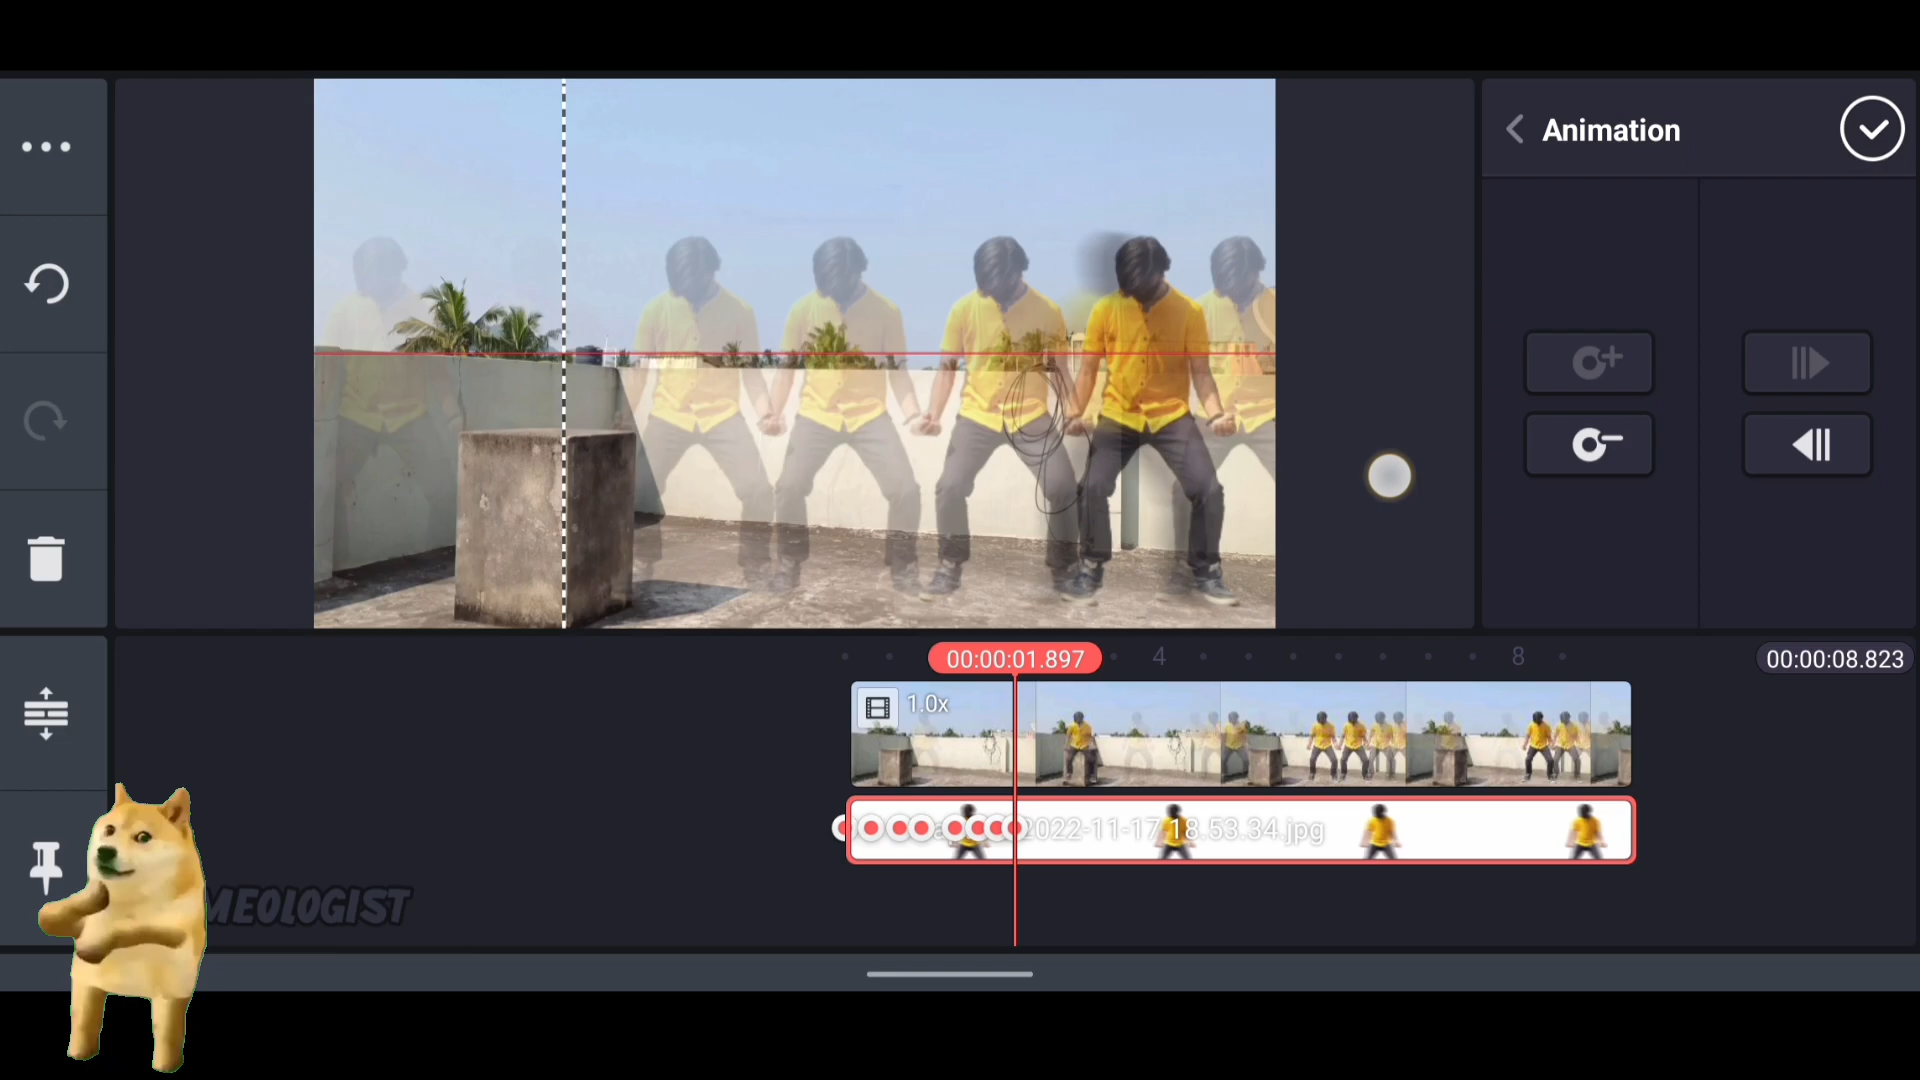 Animation
00:00:01.897
4
8
00:00:08.823
1.0x
2022-11-17 18.53.34.jpg
MEOLOGIST